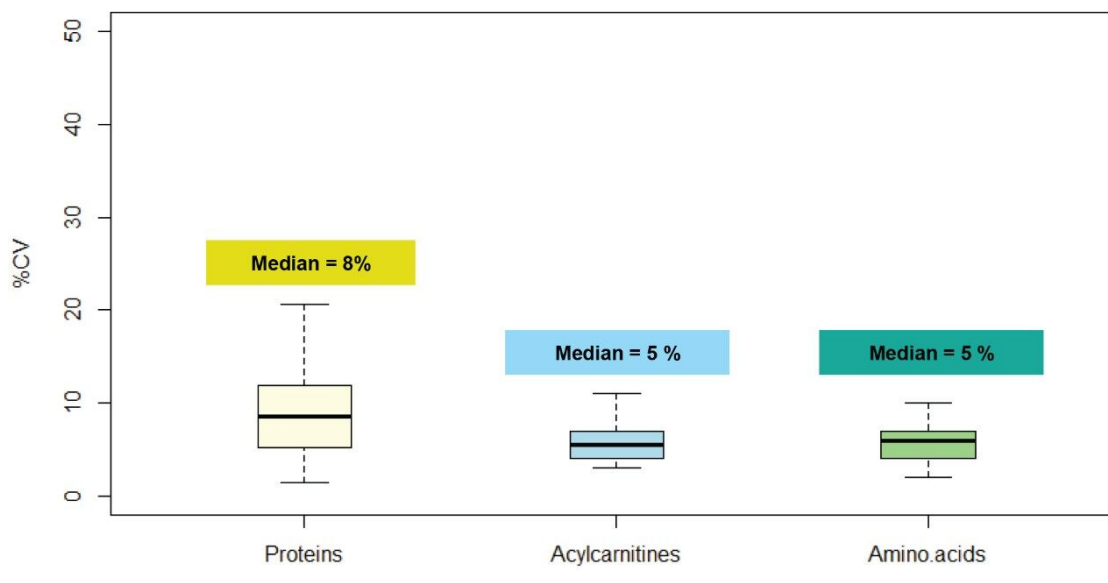 50
40
30
20
10
0
%CV
Median = 8%
Median = 5 %
Median = 5 %
Proteins
Acylcarnitines
Amino.acids